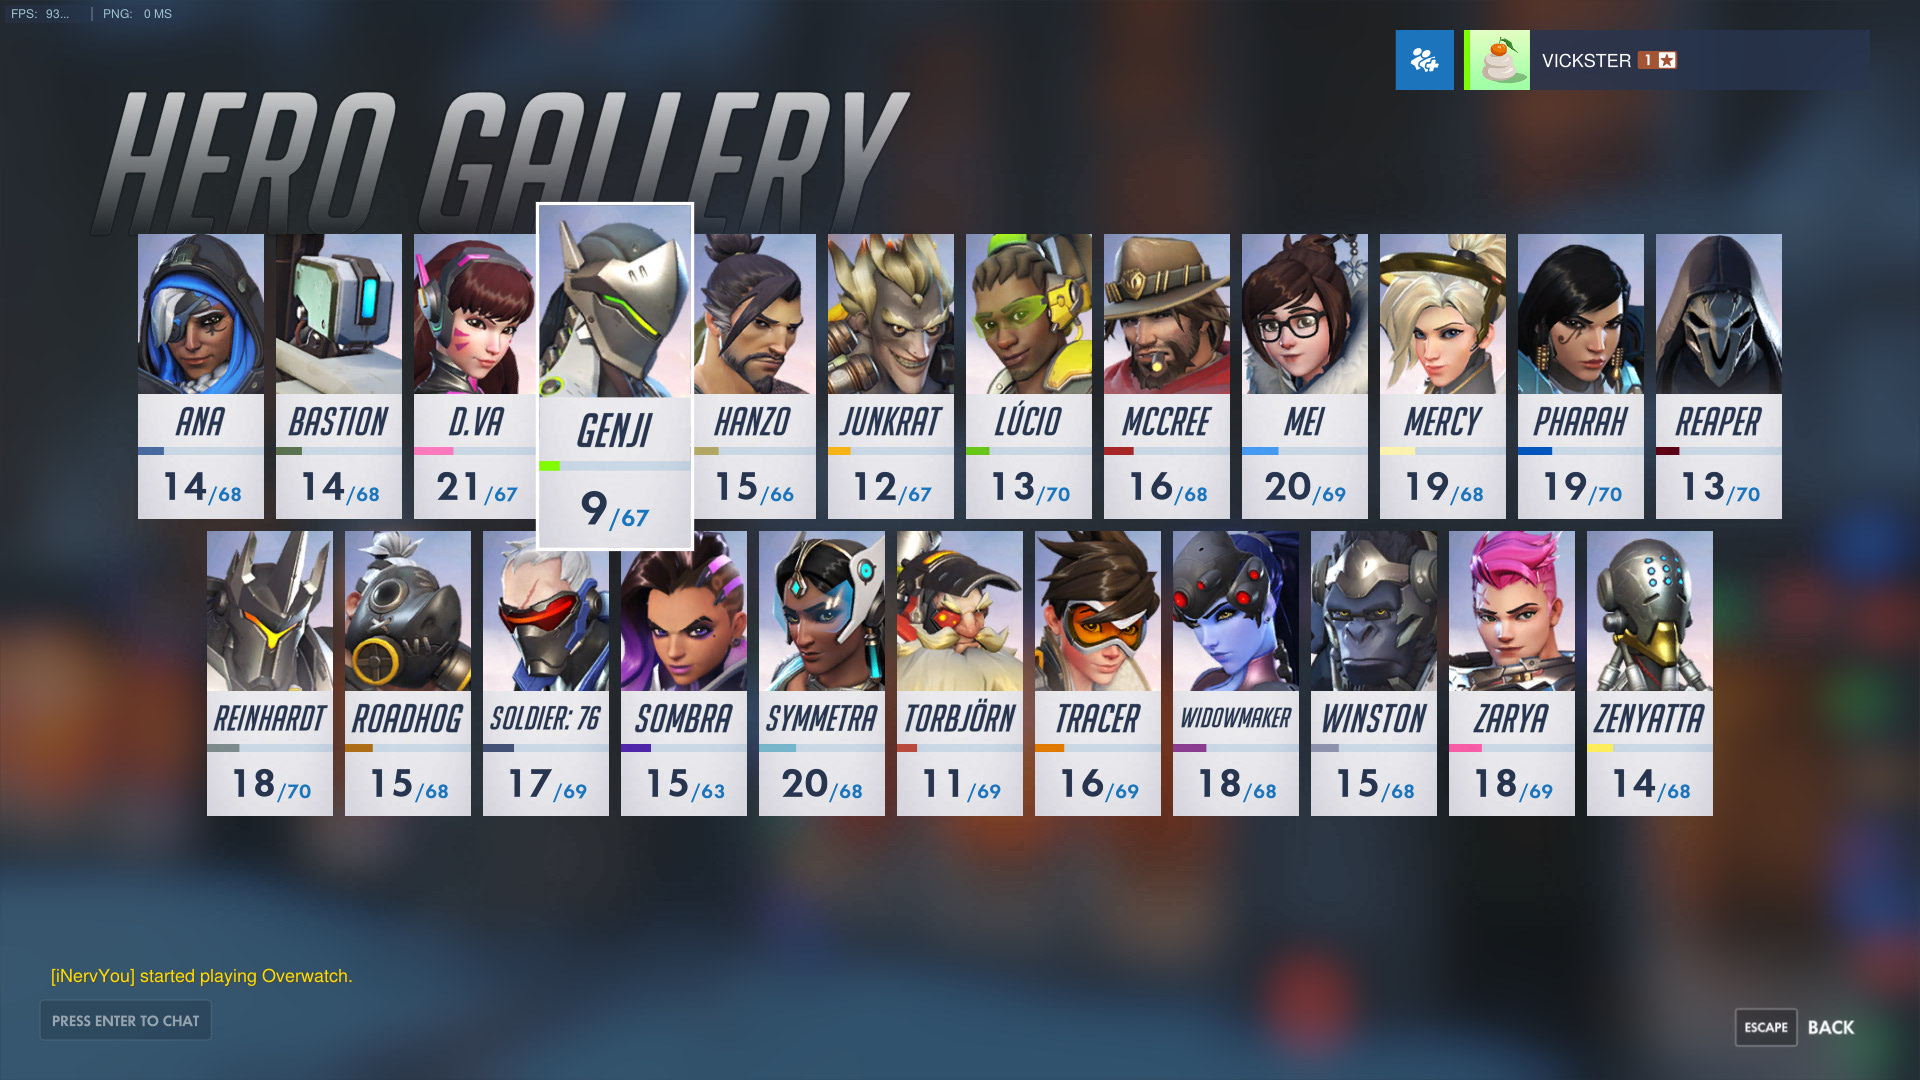 FPS: 93... | PNG: 0 MS
VICKSTER 1
HERO GALLERY
ANA BASTION D.VA GENJI HANZO JUNKRAT LÚCIO MCCREE MEI MERCY PHARAH REAPER
14/68 14/68 21/67 9/67 15/66 12/67 13/70 16/68 20/69 19/68 19/70 13/70
REINHARDT ROADHOG SOLDIER: 76 SOMBRA SYMMETRA TORBJÖRN TRACER WIDOWMAKER WINSTON ZARYA ZENYATTA
18/70 15/68 17/69 15/63 20/68 11/69 16/69 18/68 15/68 18/69 14/68
[iNervYou] started playing Overwatch.
PRESS ENTER TO CHAT
ESCAPE BACK